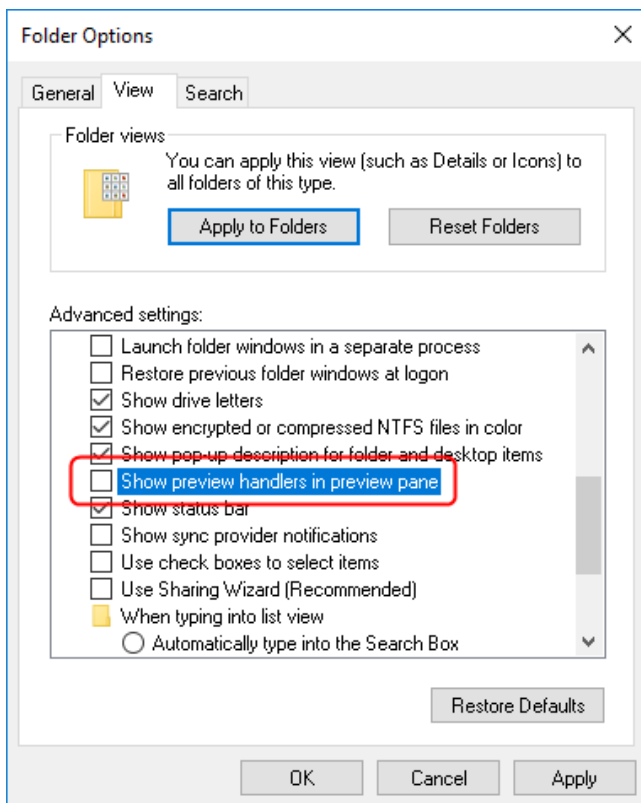 Folder Options
General View Search
Folder views
You can apply this view (such as Details or Icons) to
all folders of this type.
Apply to Folders Reset Folders
Advanced settings:
Launch folder windows in a separate process
Restore previous folder windows at logon
Show drive letters
Show encrypted or compressed NTFS files in color
Show pop-up description for folder and desktop items
Show preview handlers in preview pane
Show status bar
Show sync provider notifications
Use check boxes to select items
Use Sharing Wizard (Recommended)
When typing into list view
Automatically type into the Search Box
Restore Defaults
OK Cancel Apply